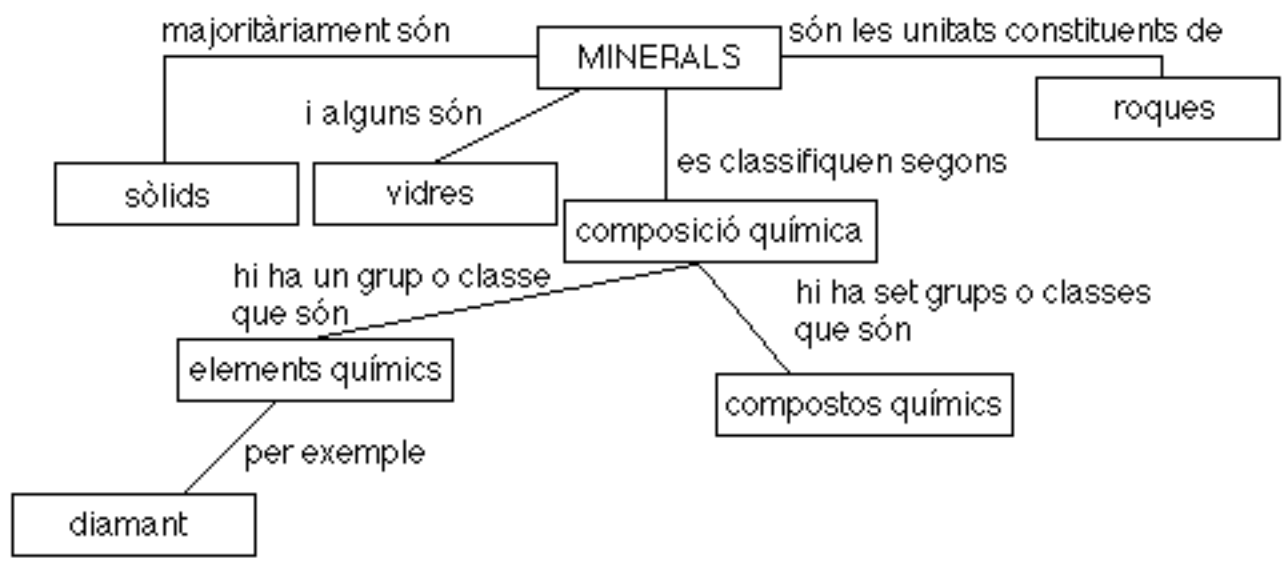 majoritàriament són
MINERALS
són les unitats constituents de
roques
i alguns són
es classifiquen segons
sòlids
vidres
composició química
hi ha un grup o classe
que són
hi ha set grups o classes
que són
elements químics
compostos químics
per exemple
diamant